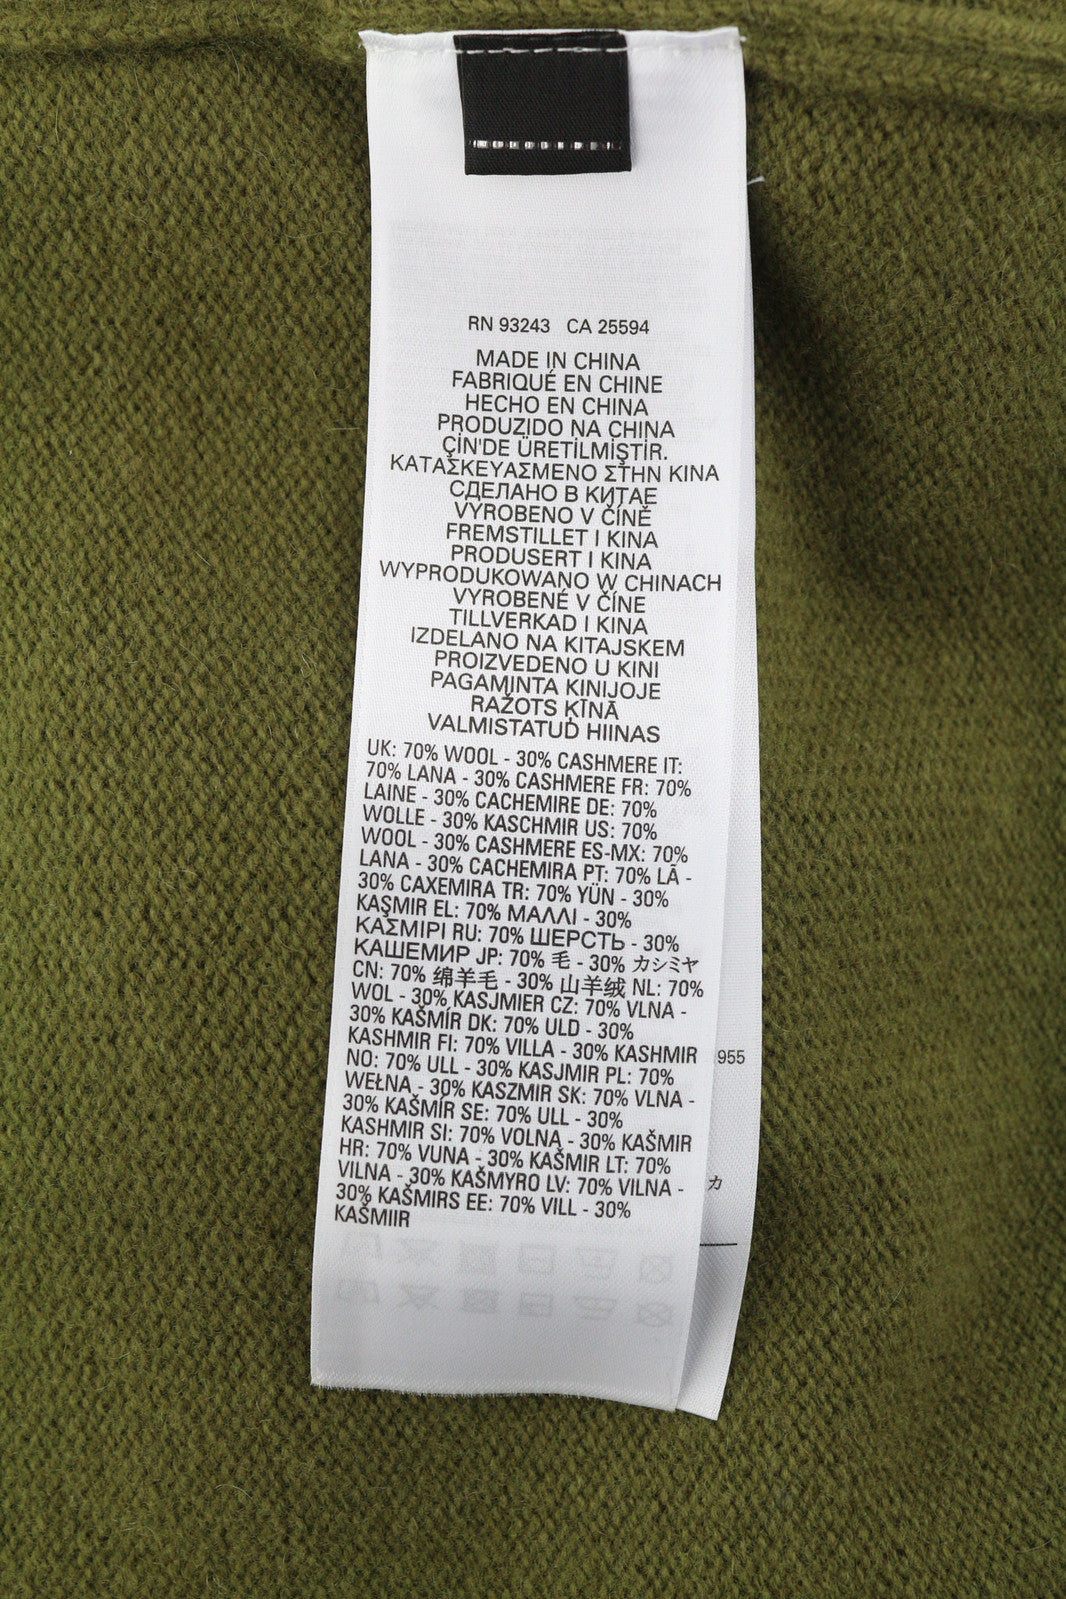 RN 93243 CA 25594
MADE IN CHINA
FABRIQUÉ EN CHINE
HECHO EN CHINA
PRODUZIDO NA CHINA
ÇİN'DE ÜRETİLMİŞTİR.
ΚΑΤΑΣΚΕΥΑΣΜΕΝΟ ΣΤΗΝ ΚΙΝΑ
СДЕЛАНО В КИТАЕ
VYROBENO V ČÍNĚ
FREMSTILLET I KINA
PRODUSERT I KINA
WYPRODUKOWANO W CHINACH
VYROBENÉ V ČÍNE
TILLVERKAD I KINA
IZDELANO NA KITAJSKEM
PROIZVEDENO U KINI
PAGAMINTA KINIJOJE
RAŽOTS ĶĪNĀ
VALMISTATUD HIINAS
UK: 70% WOOL - 30% CASHMERE IT:
70% LANA - 30% CASHMERE FR: 70%
LAINE - 30% CACHEMIRE DE: 70%
WOLLE - 30% KASCHMIR US: 70%
WOOL - 30% CASHMERE ES-MX: 70%
LANA - 30% CACHEMIRA PT: 70% LÃ -
30% CAXEMIRA TR: 70% YÜN - 30%
KAŞMIR EL: 70% ΜΑΛΛΙ - 30%
ΚΑΣΜΙΡΙ RU: 70% ШЕРСТЬ - 30%
КАШЕМИР JP: 70% 毛 - 30% カシミヤ
CN: 70% 绵羊毛 - 30% 山羊绒 NL: 70%
WOL - 30% KASJMIER CZ: 70% VLNA -
30% KAŠMÍR DK: 70% ULD - 30%
KASHMIR FI: 70% VILLA - 30% KASHMIR
NO: 70% ULL - 30% KASJMIR PL: 70%
WEŁNA - 30% KASZMIR SK: 70% VLNA -
30% KAŠMÍR SE: 70% ULL - 30%
KASHMIR SI: 70% VOLNA - 30% KAŠMIR
HR: 70% VUNA - 30% KAŠMIR LT: 70%
VILNA - 30% KAŠMYRO LV: 70% VILNA -
30% KAŠMIRS EE: 70% VILL - 30%
KAŠMIIR
955
カ